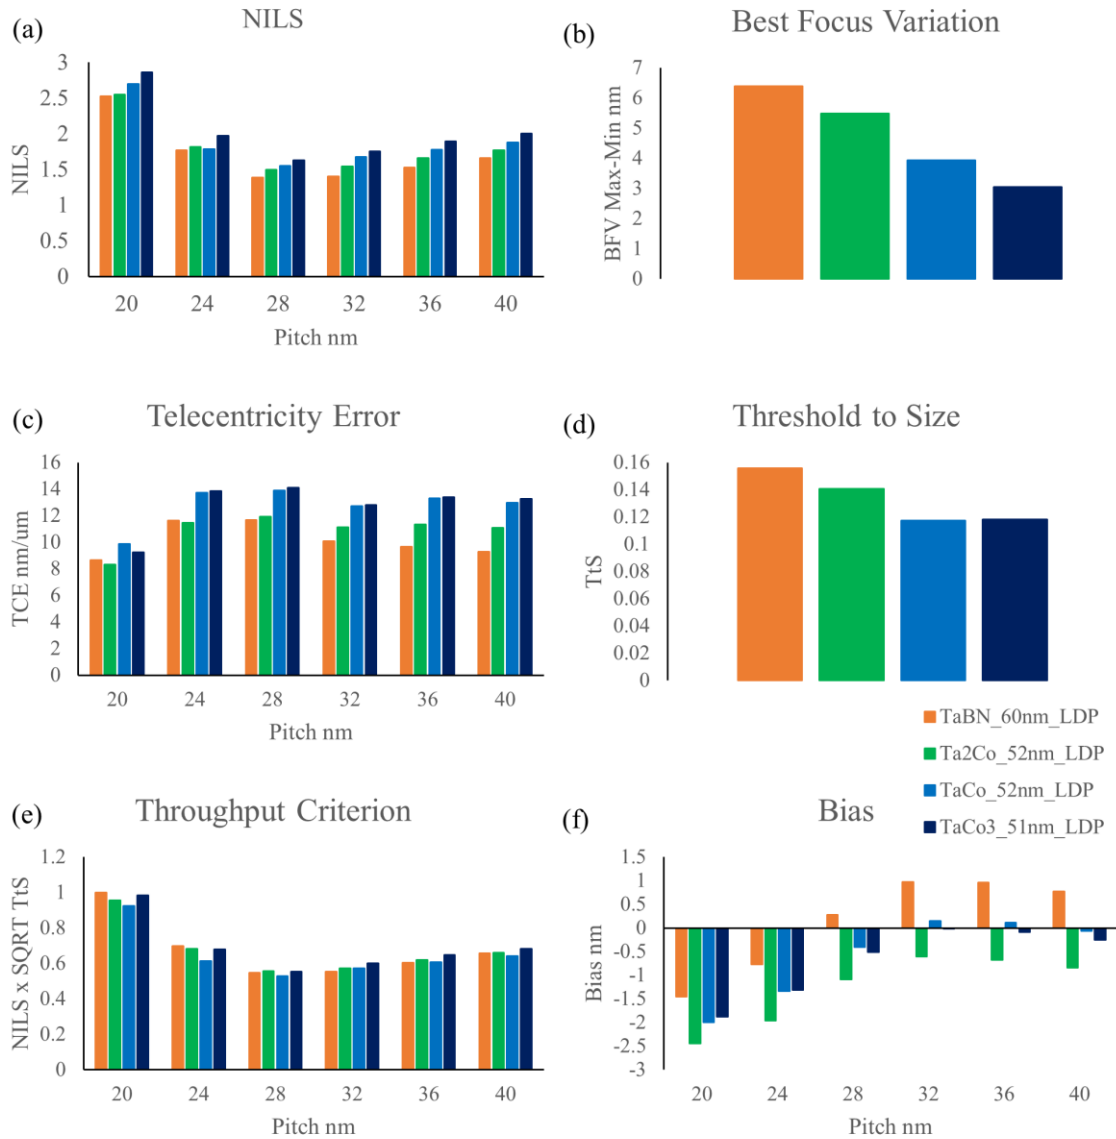 (a)
NILS
3
2.5
2
1.5
1
0.5
0
NILS
20 24 28 32 36 40
Pitch nm
(b)
Best Focus Variation
7
6
5
4
3
2
1
0
BFV Max-Min nm
(c)
Telecentricity Error
16
14
12
10
8
6
4
2
0
TCE nm/um
20 24 28 32 36 40
Pitch nm
(d)
Threshold to Size
0.16
0.14
0.12
0.1
0.08
0.06
0.04
0.02
0
TtS
TaBN_60nm_LDP
Ta2Co_52nm_LDP
TaCo_52nm_LDP
TaCo3_51nm_LDP
(e)
Throughput Criterion
1.2
1
0.8
0.6
0.4
0.2
0
NILS x SQRT TtS
20 24 28 32 36 40
Pitch nm
(f)
Bias
1.5
1
0.5
0
-0.5
-1
-1.5
-2
-2.5
-3
Bias nm
20 24 28 32 36 40
Pitch nm